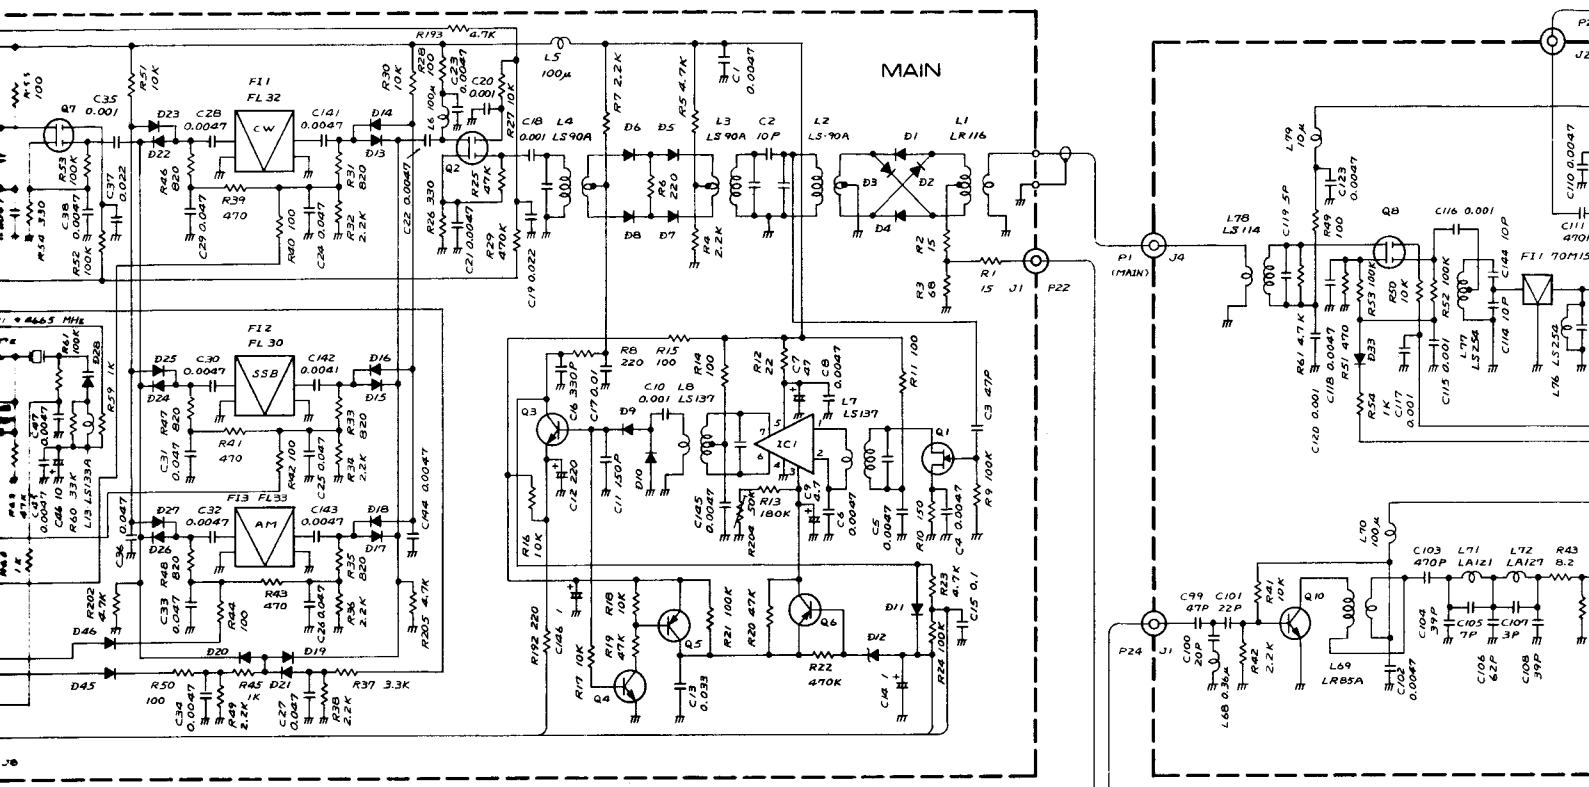 MAIN
R193 4.7K
L5 100μ
R51 10K
R30 10K
R28 100
C23 0.0047
C20 0.001
L6 100μ
R27 10K
C18 0.001
L4 LS90A
R7 2.2K
R5 4.7K
C1 0.0047
D6
D5
R6 220
D8
D7
L3 LS90A
C2 10P
L2 LS-90A
D1
D3
D2
D4
L1 LR116
R4 2.2K
R2 15
R3 68
R1 15
J1
P22
Q7
C35 0.001
D23
D22
C28 0.0047
FI1 FL32
CW
C141 0.0047
D14
D13
Q2
R53 100K
C37 0.022
C38 0.0047
R54 330
R52 100K
R46 820
R39 470
C29 0.047
R40 100
C24 0.047
R31 820
R32 2.2K
C22 0.0047
R26 330
R25 47K
C21 0.0047
R29 470K
C19 0.022
R61 100K
D28
R59 1K
D25
D24
C30 0.0047
FI2 FL30
SSB
C142 0.0041
D16
D15
R47 820
R41 470
C31 0.047
R42 100
C25 0.047
R33 820
R34 2.2K
C47 0.0047
C46 10
R60 33K
L13 LS133A
C36 0.047
D27
D26
C32 0.0047
FI3 FL33
AM
C143 0.0047
D18
D17
C144 0.0047
R48 820
R43 470
C33 0.047
R44 100
C26 0.047
R35 820
R36 2.2K
R205 4.7K
R202 4.7K
D46
D45
D20
D19
D21
R50 100
R45 1K
R37 3.3K
C34 0.0047
R49 2.2K
C27 0.047
R38 2.2K
Q3
C16 330P
C17 0.01
R8 220
R15 100
R14 100
R12 22
C7 47
C8 0.0047
R11 100
C3 47P
C10 0.001
L8 LS137
D9
D10
C12 220
C11 150P
IC1
1
2
3
4
5
6
7
L7 LS137
Q1
R9 100K
C145 0.0047
R204 50K
R13 180K
C9 4.7
C6 0.0047
C5 0.0047
R10 150
C4 0.0047
R16 10K
R192 220
C146 1
R17 10K
R18 10K
R19 47K
Q5
Q4
C13 0.033
R21 100K
R20 47K
Q6
R22 470K
D12
D11
C14 1
R23 4.7K
R24 100K
C15 0.1
P1 (MAIN)
J4
L78 LS114
C119 5P
L79 10μ
C123 0.0047
R49 100
Q8
C116 0.001
C110 0.0047
C111
FI1 70M15
R61 4.7K
C120 0.001
C118 0.0047
R51 470
R53 100K
D33
R54 1K
R50 10K
C117 0.001
R52 100K
C115 0.001
L77 LS254
C144 10P
C114 10P
L76 LS254
P24
J1
C99 47P
C101 22P
C100 20P
L68 0.36μ
R41 10K
R42 2.2K
Q10
L70 100μ
L69 LR85A
C102 0.0047
C103 470P
C104 39P
L71 LA121
C105 7P
C106 62P
L72 LA127
C107 3P
C108 39P
R43 8.2